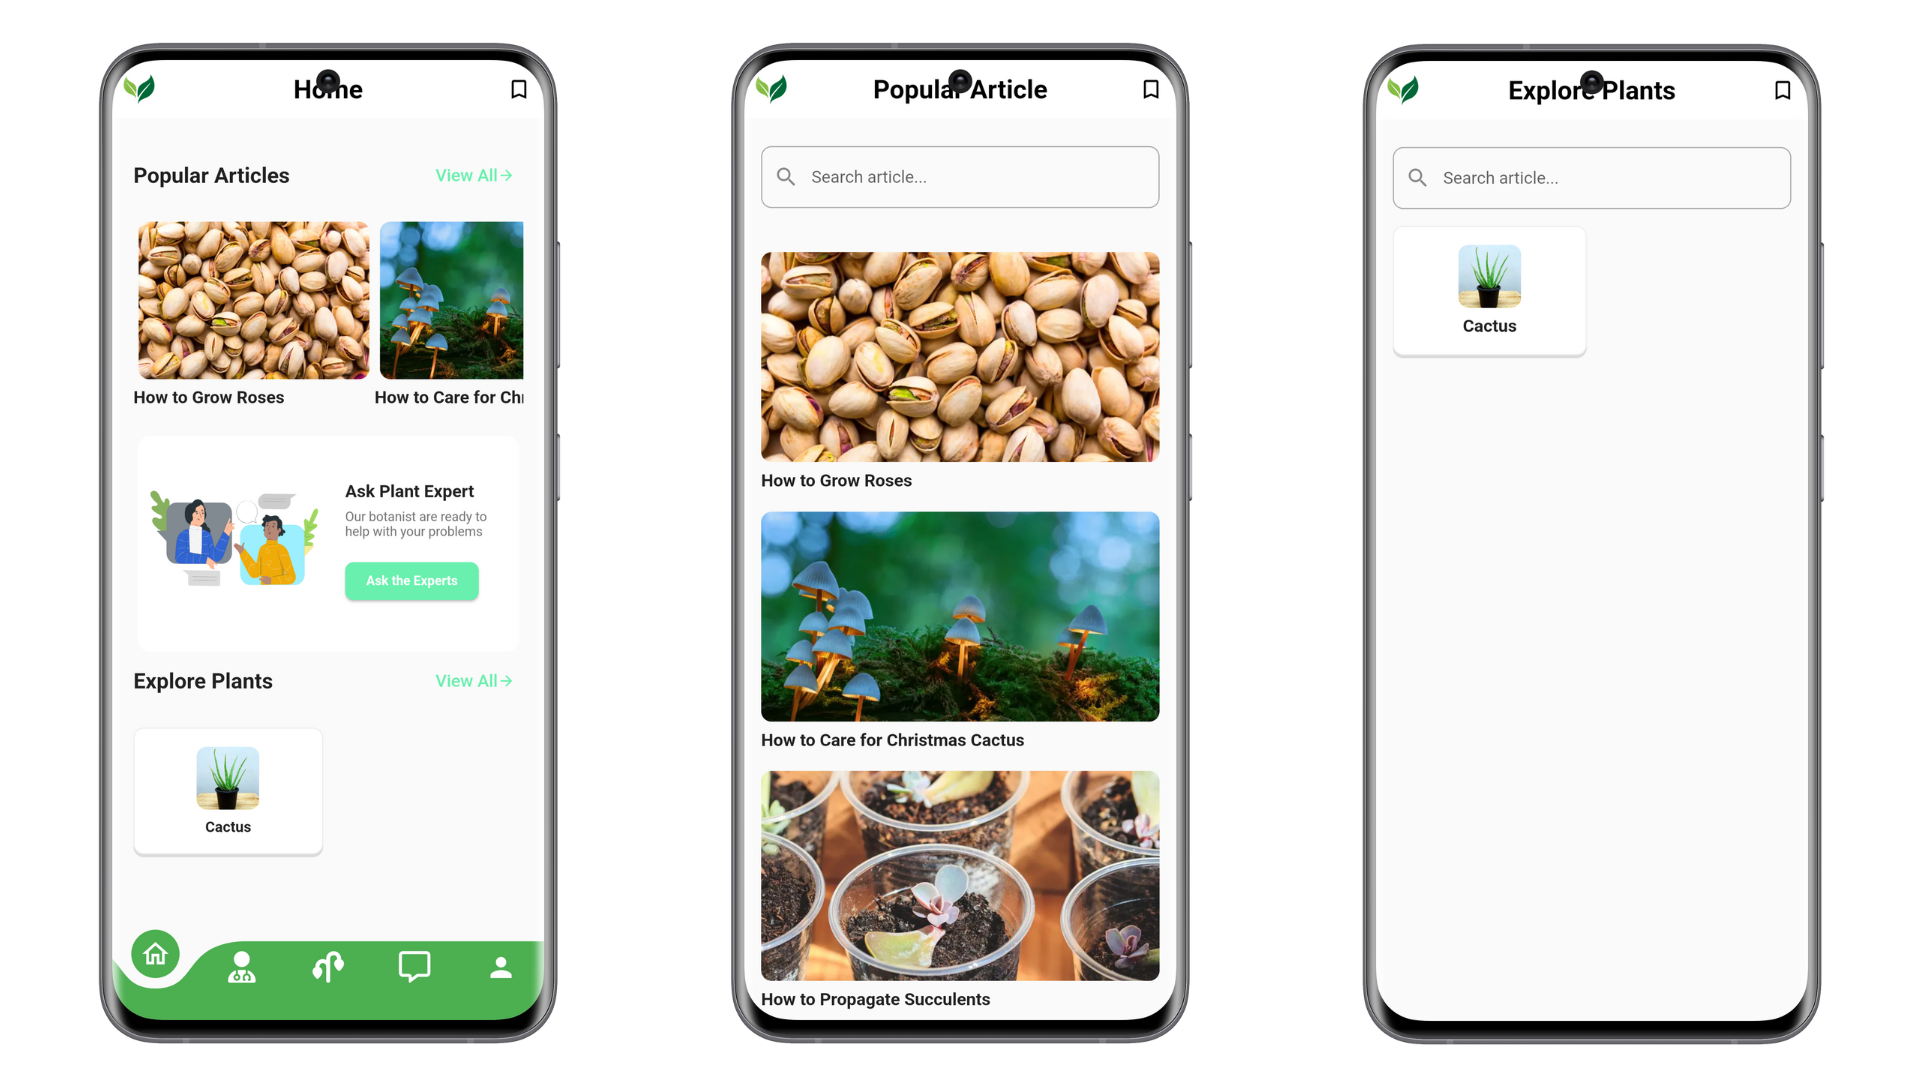 Home
Popular Articles
View All
How to Grow Roses
How to Care for Chr
Ask Plant Expert
Our botanist are ready to
help with your problems
Ask the Experts
Explore Plants
View All
Cactus
Popular Article
Search article...
How to Grow Roses
How to Care for Christmas Cactus
How to Propagate Succulents
Explore Plants
Search article...
Cactus